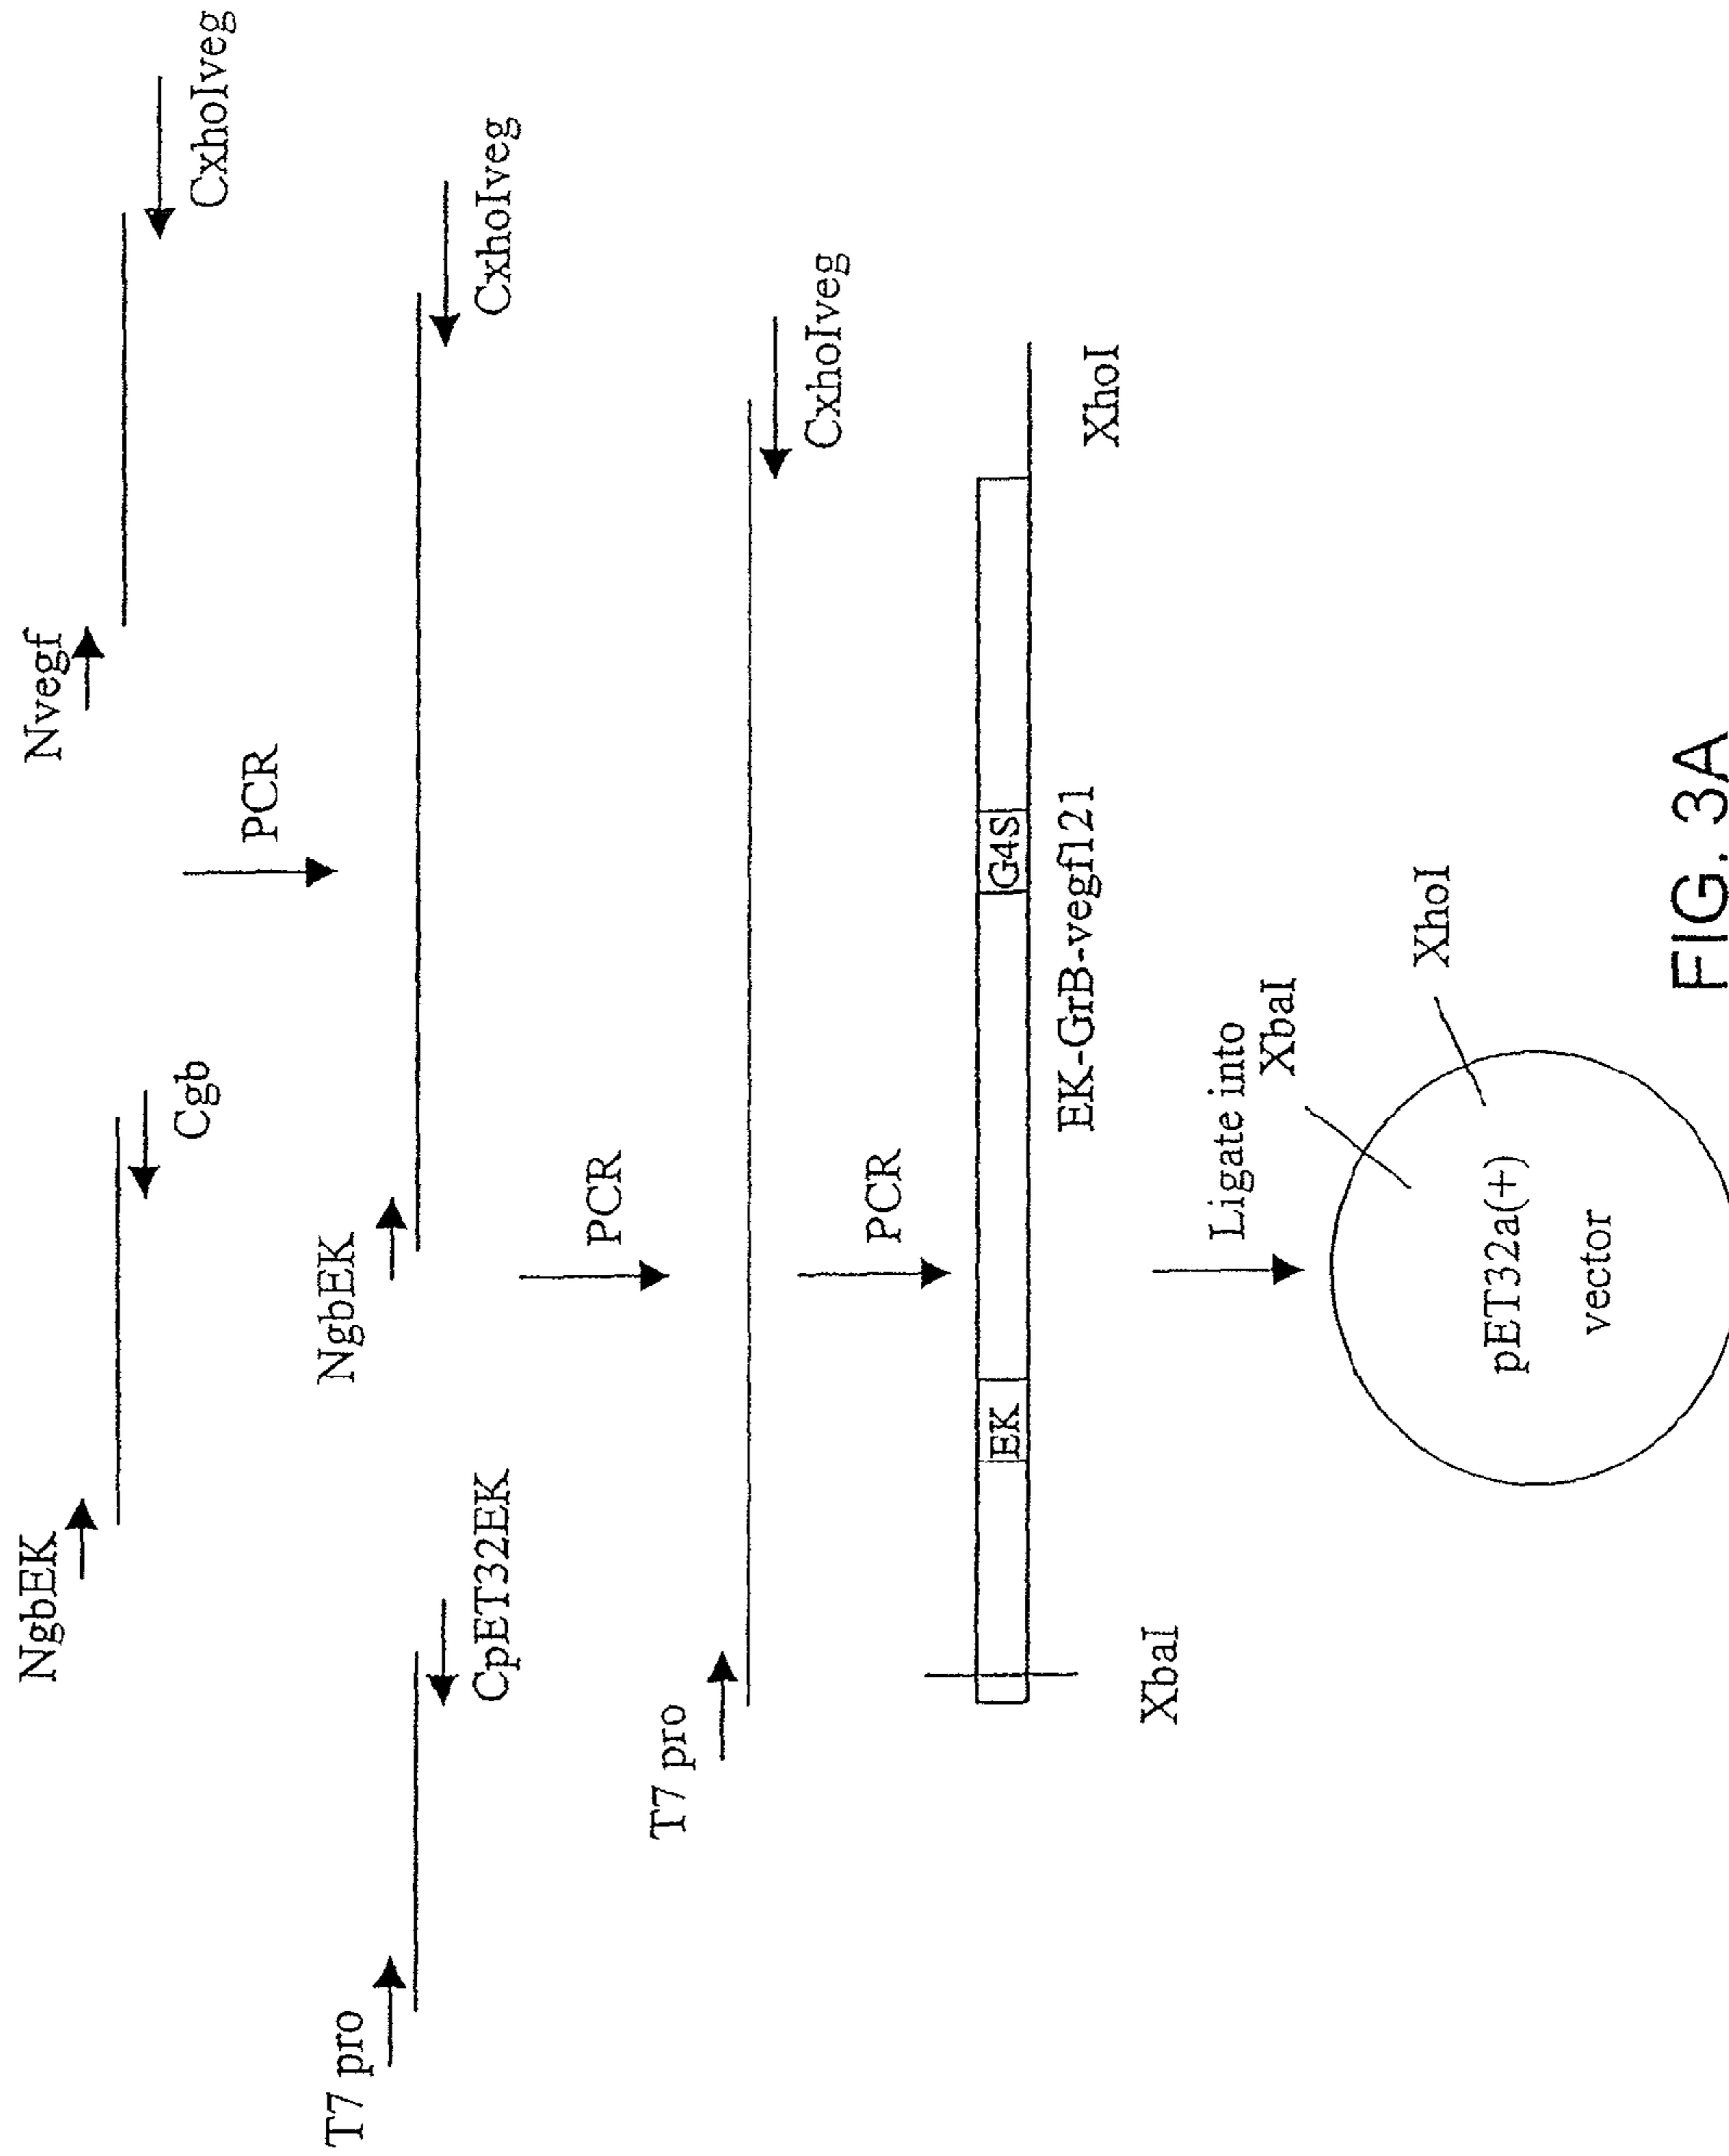 NgbEK
Cgb
Nvegf
CxhoIveg
PCR
T7 pro
CpET32EK
NgbEK
CxhoIveg
PCR
T7 pro
CxhoIveg
PCR
EK
G4S
XbaI
EK-GrB-vegf121
XhoI
Ligate into
XbaI
XhoI
pET32a(+)
vector
FIG. 3A